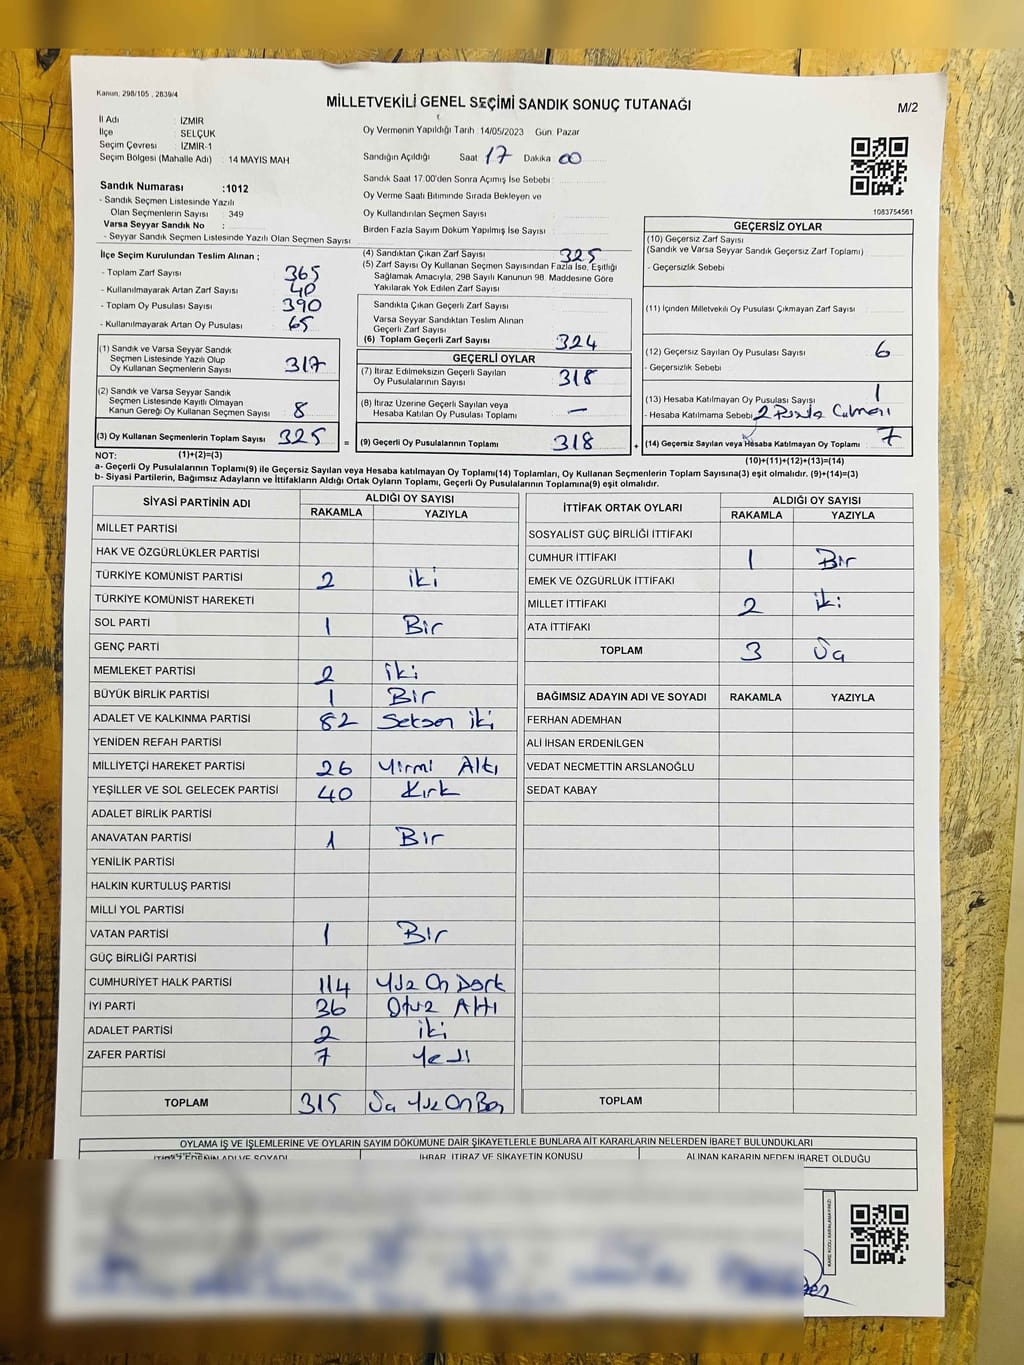 Kanun: 298/105 , 2839/4
MİLLETVEKİLİ GENEL SEÇİMİ SANDIK SONUÇ TUTANAĞI
M/2
İl Adı : İZMİR
İlçe : SELÇUK
Seçim Çevresi : İZMİR-1
Seçim Bölgesi (Mahalle Adı) : 14 MAYIS MAH
Oy Vermenin Yapıldığı Tarih :14/05/2023 Gün: Pazar
Sandığın Açıldığı Saat 17 Dakika 00
Sandık Saat 17.00'den Sonra Açmış İse Sebebi :
Oy Verme Saati Bitiminde Sırada Bekleyen ve
Oy Kullandırılan Seçmen Sayısı
Birden Fazla Sayım Döküm Yapılmış İse Sayısı :
1083754561
Sandık Numarası :1012
- Sandık Seçmen Listesinde Yazılı
Olan Seçmenlerin Sayısı : 349
Varsa Seyyar Sandık No :
- Seyyar Sandık Seçmen Listesinde Yazılı Olan Seçmen Sayısı
İlçe Seçim Kurulundan Teslim Alınan ;
- Toplam Zarf Sayısı : 365
- Kullanılmayarak Artan Zarf Sayısı : 40
- Toplam Oy Pusulası Sayısı : 390
- Kullanılmayarak Artan Oy Pusulası : 65
(1) Sandık ve Varsa Seyyar Sandık
Seçmen Listesinde Yazılı Olup
Oy Kullanan Seçmenlerin Sayısı : 317
(2) Sandık ve Varsa Seyyar Sandık
Seçmen Listesinde Kayıtlı Olmayan
Kanun Gereği Oy Kullanan Seçmen Sayısı : 8
(3) Oy Kullanan Seçmenlerin Toplam Sayısı : 325
(1)+(2)=(3)
(4) Sandıktan Çıkan Zarf Sayısı : 325
(5) Zarf Sayısı Oy Kullanan Seçmen Sayısından Fazla İse, Eşitliği
Sağlamak Amacıyla, 298 Sayılı Kanunun 98. Maddesine Göre
Yakılarak Yok Edilen Zarf Sayısı :
Sandıkta Çıkan Geçerli Zarf Sayısı
Varsa Seyyar Sandıktan Teslim Alınan
Geçerli Zarf Sayısı
(6) Toplam Geçerli Zarf Sayısı : 324
GEÇERLİ OYLAR
(7) İtiraz Edilmeksizin Geçerli Sayılan
Oy Pusulalarının Sayısı : 318
(8) İtiraz Üzerine Geçerli Sayılan veya
Hesaba Katılan Oy Pusulası Toplamı : —
= (9) Geçerli Oy Pusulalarının Toplamı : 318
GEÇERSİZ OYLAR
(10) Geçersiz Zarf Sayısı
(Sandık ve Varsa Seyyar Sandık Geçersiz Zarf Toplamı) :
- Geçersizlik Sebebi :
(11) İçinden Milletvekili Oy Pusulası Çıkmayan Zarf Sayısı :
(12) Geçersiz Sayılan Oy Pusulası Sayısı : 6
- Geçersizlik Sebebi :
(13) Hesaba Katılmayan Oy Pusulası Sayısı : 1
- Hesaba Katılmama Sebebi :
+ (14) Geçersiz Sayılan veya Hesaba Katılmayan Oy Toplamı : 7
(10)+(11)+(12)+(13)=(14)
NOT:
a- Geçerli Oy Pusulalarının Toplamı(9) ile Geçersiz Sayılan veya Hesaba katılmayan Oy Toplamı(14) Toplamları, Oy Kullanan Seçmenlerin Toplam Sayısına(3) eşit olmalıdır. (9)+(14)=(3)
b- Siyasi Partilerin, Bağımsız Adayların ve İttifakların Aldığı Ortak Oyların Toplamı, Geçerli Oy Pusulalarının Toplamına(9) eşit olmalıdır.
SİYASİ PARTİNİN ADI ALDIĞI OY SAYISI
RAKAMLA YAZIYLA
MİLLET PARTİSİ
HAK VE ÖZGÜRLÜKLER PARTİSİ
TÜRKİYE KOMÜNİST PARTİSİ 2 iki
TÜRKİYE KOMÜNİST HAREKETİ
SOL PARTİ 1 Bir
GENÇ PARTİ
MEMLEKET PARTİSİ 2 iki
BÜYÜK BİRLİK PARTİSİ 1 Bir
ADALET VE KALKINMA PARTİSİ 82 Seksen iki
YENİDEN REFAH PARTİSİ
MİLLİYETÇİ HAREKET PARTİSİ 26 Yirmi Altı
YEŞİLLER VE SOL GELECEK PARTİSİ 40 Kırk
ADALET BİRLİK PARTİSİ
ANAVATAN PARTİSİ 1 Bir
YENİLİK PARTİSİ
HALKIN KURTULUŞ PARTİSİ
MİLLİ YOL PARTİSİ
VATAN PARTİSİ 1 Bir
GÜÇ BİRLİĞİ PARTİSİ
CUMHURİYET HALK PARTİSİ 114 Yüz On Dört
İYİ PARTİ 36 Otuz Altı
ADALET PARTİSİ 2 iki
ZAFER PARTİSİ 7 Yedi
TOPLAM 315 Üç Yüz On Beş
İTTİFAK ORTAK OYLARI ALDIĞI OY SAYISI
RAKAMLA YAZIYLA
SOSYALİST GÜÇ BİRLİĞİ İTTİFAKI
CUMHUR İTTİFAKI 1 Bir
EMEK VE ÖZGÜRLÜK İTTİFAKI
MİLLET İTTİFAKI 2 iki
ATA İTTİFAKI
TOPLAM 3 Üç
BAĞIMSIZ ADAYIN ADI VE SOYADI RAKAMLA YAZIYLA
FERHAN ADEMHAN
ALİ İHSAN ERDENİLGEN
VEDAT NECMETTİN ARSLANOĞLU
SEDAT KABAY
TOPLAM
OYLAMA İŞ VE İŞLEMLERİNE VE OYLARIN SAYIM DÖKÜMÜNE DAİR ŞİKAYETLERLE BUNLARA AİT KARARLARIN NELERDEN İBARET BULUNDUKLARI
İTİRAZ EDENİN ADI VE SOYADI İHBAR, İTİRAZ VE ŞİKAYETİN KONUSU ALINAN KARARIN NEDEN İBARET OLDUĞU